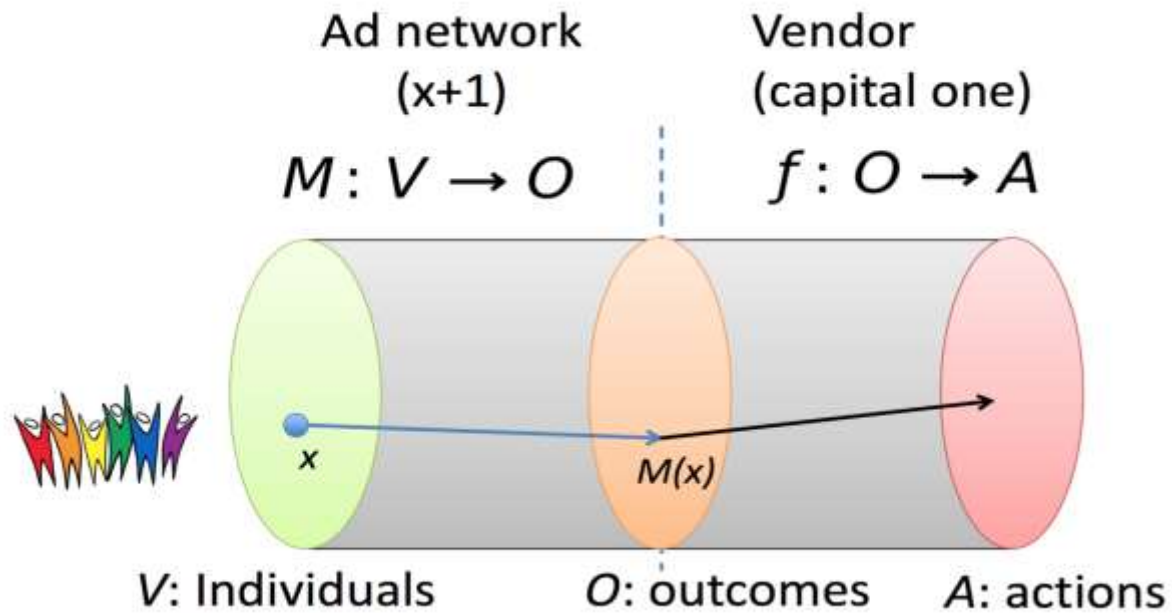 Ad network
(x+1)
Vendor
(capital one)
M: V → O
f: O → A
x
M(x)
V: Individuals
O: outcomes
A: actions